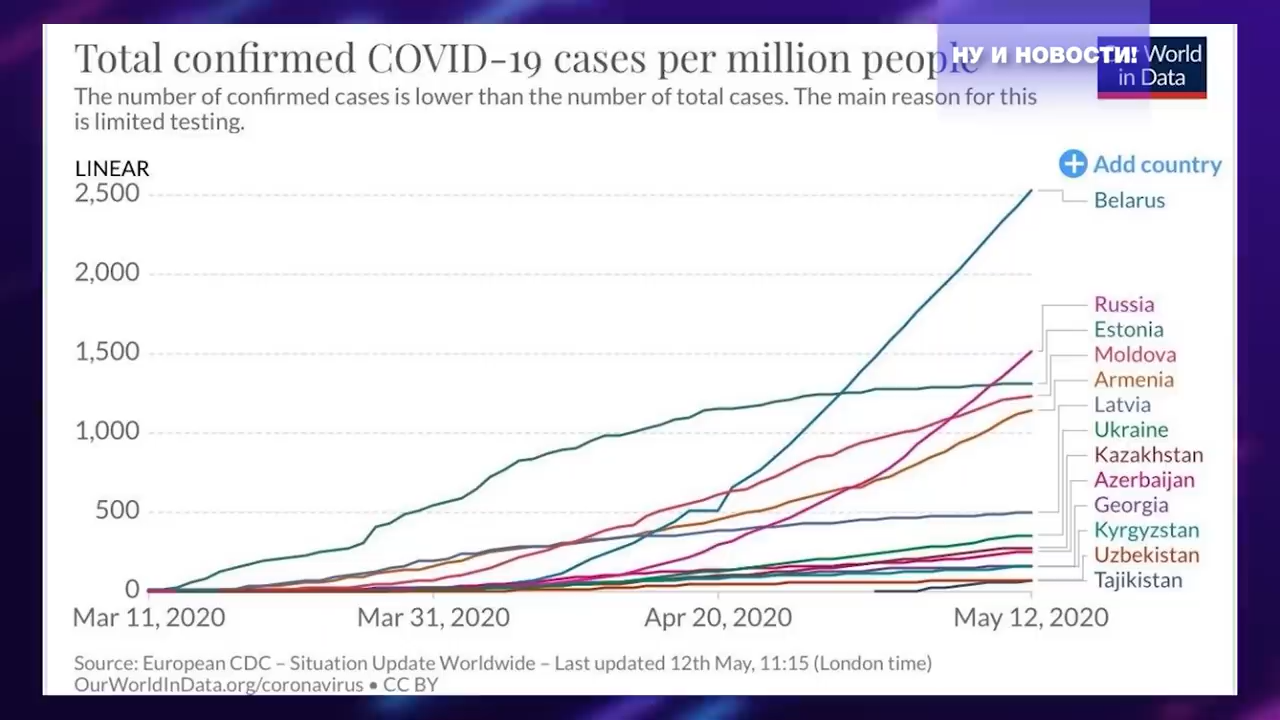 Total confirmed COVID-19 cases per million people
НУ И НОВОСТИ!
World
in Data
The number of confirmed cases is lower than the number of total cases. The main reason for this
is limited testing.
LINEAR
Add country
2,500
2,000
1,500
1,000
500
0
Belarus
Russia
Estonia
Moldova
Armenia
Latvia
Ukraine
Kazakhstan
Azerbaijan
Georgia
Kyrgyzstan
Uzbekistan
Tajikistan
Mar 11, 2020
Mar 31, 2020
Apr 20, 2020
May 12, 2020
Source: European CDC – Situation Update Worldwide – Last updated 12th May, 11:15 (London time)
OurWorldInData.org/coronavirus • CC BY